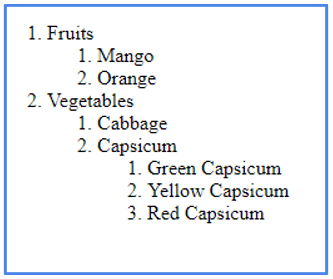 1. Fruits
1. Mango
2. Orange
2. Vegetables
1. Cabbage
2. Capsicum
1. Green Capsicum
2. Yellow Capsicum
3. Red Capsicum